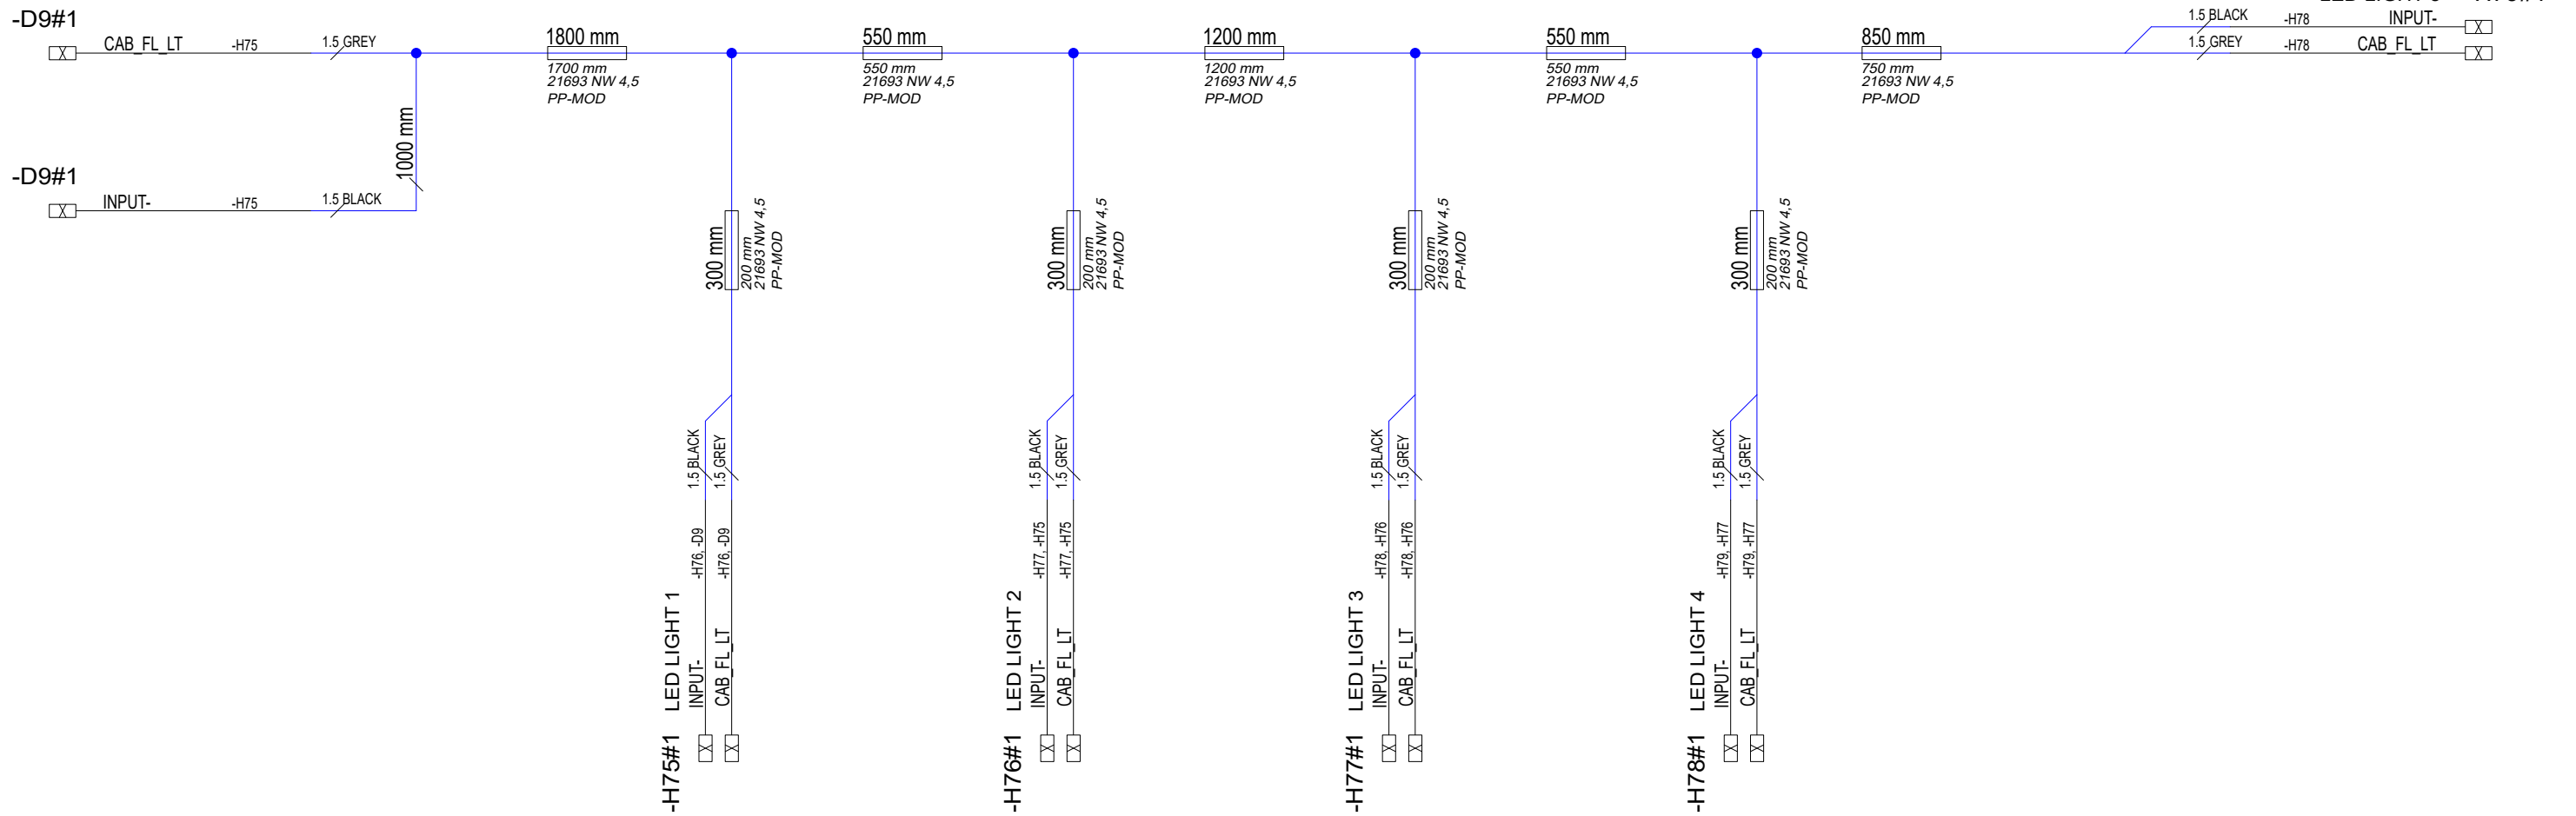 -D9#1
CAB_FL_LT -H75 1.5 GREY
1800 mm
1700 mm
21693 NW 4,5
PP-MOD
550 mm
550 mm
21693 NW 4,5
PP-MOD
1200 mm
1200 mm
21693 NW 4,5
PP-MOD
550 mm
550 mm
21693 NW 4,5
PP-MOD
850 mm
750 mm
21693 NW 4,5
PP-MOD
1.5 BLACK -H78 INPUT-
1.5 GREY -H78 CAB_FL_LT
1000 mm
-D9#1
INPUT- -H75 1.5 BLACK
300 mm
200 mm
21693 NW 4,5
PP-MOD
300 mm
200 mm
21693 NW 4,5
PP-MOD
300 mm
200 mm
21693 NW 4,5
PP-MOD
300 mm
200 mm
21693 NW 4,5
PP-MOD
-H75#1 LED LIGHT 1
INPUT- -H76, -D9 1.5 BLACK
CAB_FL_LT -H76, -D9 1.5 GREY
-H76#1 LED LIGHT 2
INPUT- -H77, -H75 1.5 BLACK
CAB_FL_LT -H77, -H75 1.5 GREY
-H77#1 LED LIGHT 3
INPUT- -H78, -H76 1.5 BLACK
CAB_FL_LT -H78, -H76 1.5 GREY
-H78#1 LED LIGHT 4
INPUT- -H79, -H77 1.5 BLACK
CAB_FL_LT -H79, -H77 1.5 GREY